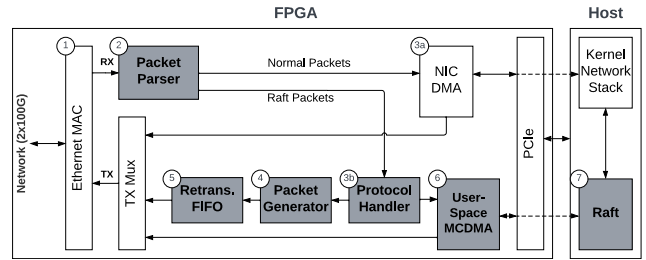 FPGA
Host
1
2
3a
RX
Packet
Parser
Normal Packets
Raft Packets
NIC
DMA
Kernel
Network
Stack
Network (2x100G)
Ethernet MAC
TX
TX Mux
PCIe
5
Retrans.
FIFO
4
Packet
Generator
3b
Protocol
Handler
6
User-
Space
MCDMA
7
Raft